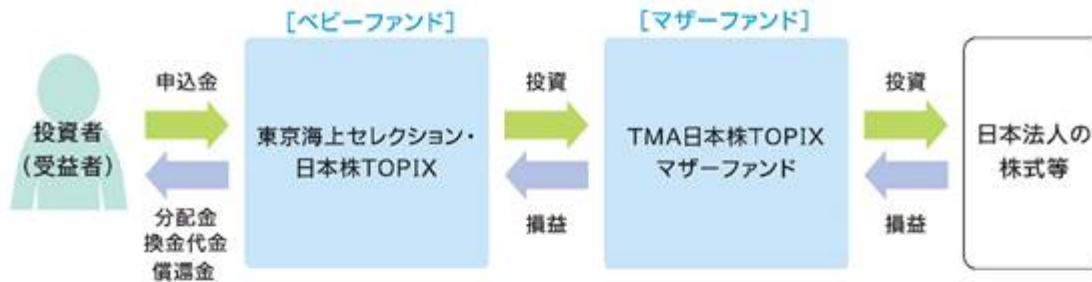 [ベビーファンド]
[マザーファンド]
申込金
投資
投資
投資者
(受益者)
東京海上セレクション・
日本株TOPIX
TMA日本株TOPIX
マザーファンド
日本法人の
株式等
分配金
換金代金
償還金
損益
損益